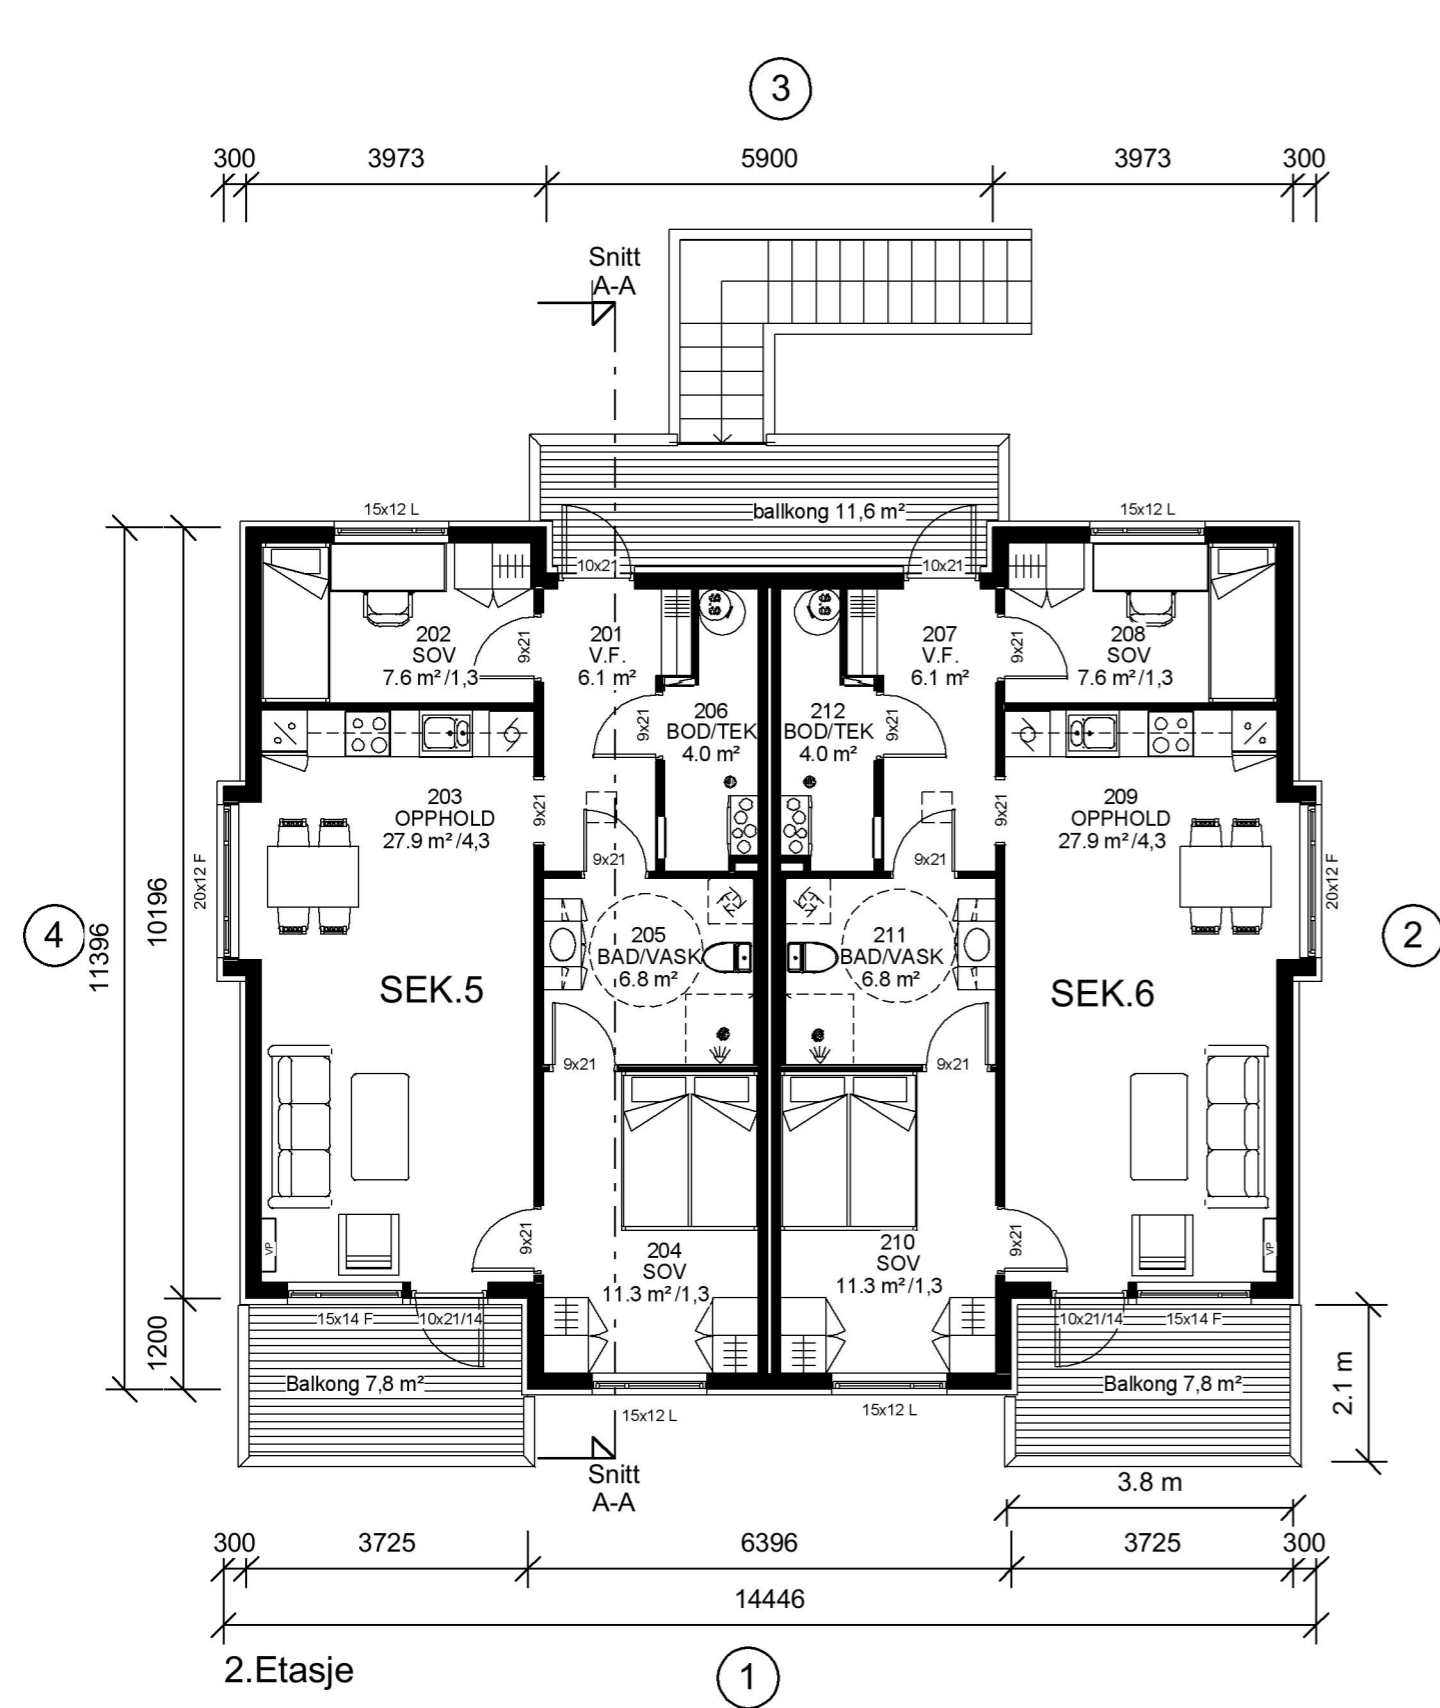 3
300 3973 5900 3973 300
Snitt
A-A
ballkong 11,6 m²
15x12 L
15x12 L
10x21
10x21
202
SOV
7.6 m²/1,3
9x21
201
V.F.
6.1 m²
207
V.F.
6.1 m²
9x21
208
SOV
7.6 m²/1,3
9x21
206
BOD/TEK
4.0 m²
212
BOD/TEK
4.0 m²
9x21
203
OPPHOLD
27.9 m²/4,3
9x21
9x21
209
OPPHOLD
27.9 m²/4,3
20x12 F
9x21
9x21
20x12 F
4
11396
10196
205
BAD/VASK
6.8 m²
211
BAD/VASK
6.8 m²
2
SEK.5
SEK.6
9x21
9x21
VP
9x21
204
SOV
11.3 m²/1,3
210
SOV
11.3 m²/1,3
9x21
VP
1200
15x14 F
10x21/14
10x21/14
15x14 F
Balkong 7,8 m²
Balkong 7,8 m²
2.1 m
15x12 L
15x12 L
Snitt
A-A
3.8 m
300 3725 6396 3725 300
14446
2.Etasje
1